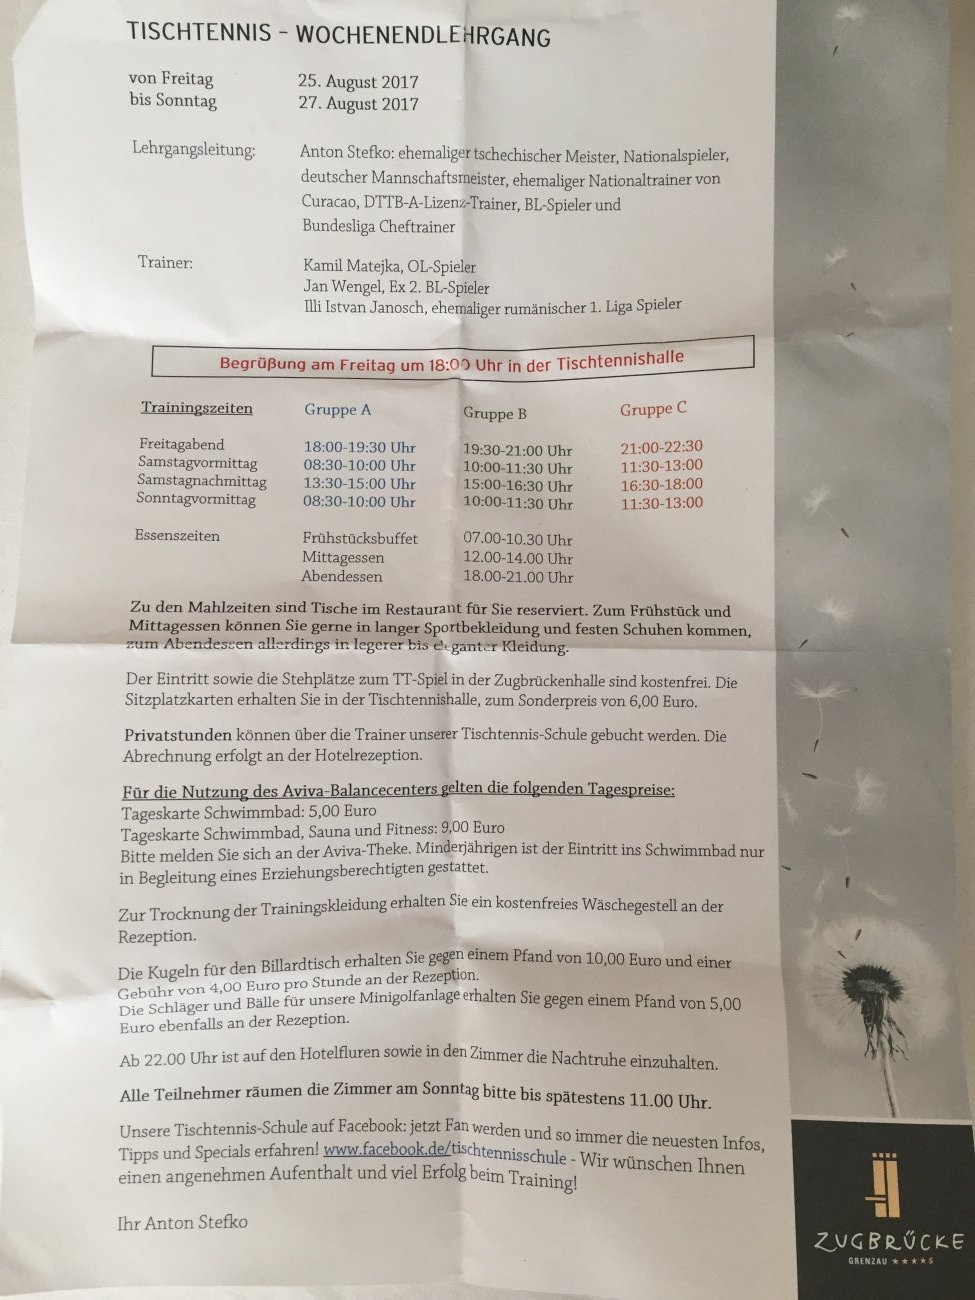 TISCHTENNIS - WOCHENENDLEHRGANG
von Freitag 25. August 2017
bis Sonntag 27. August 2017
Lehrgangsleitung: Anton Stefko: ehemaliger tschechischer Meister, Nationalspieler,
deutscher Mannschaftsmeister, ehemaliger Nationaltrainer von
Curacao, DTTB-A-Lizenz-Trainer, BL-Spieler und
Bundesliga Cheftrainer
Trainer: Kamil Matejka, OL-Spieler
Jan Wengel, Ex 2. BL-Spieler
Illi Istvan Janosch, ehemaliger rumänischer 1. Liga Spieler
Begrüßung am Freitag um 18:00 Uhr in der Tischtennishalle
Trainingszeiten Gruppe A Gruppe B Gruppe C
Freitagabend 18:00-19:30 Uhr 19:30-21:00 Uhr 21:00-22:30
Samstagvormittag 08:30-10:00 Uhr 10:00-11:30 Uhr 11:30-13:00
Samstagnachmittag 13:30-15:00 Uhr 15:00-16:30 Uhr 16:30-18:00
Sonntagvormittag 08:30-10:00 Uhr 10:00-11:30 Uhr 11:30-13:00
Essenszeiten Frühstücksbuffet 07.00-10.30 Uhr
Mittagessen 12.00-14.00 Uhr
Abendessen 18.00-21.00 Uhr
Zu den Mahlzeiten sind Tische im Restaurant für Sie reserviert. Zum Frühstück und
Mittagessen können Sie gerne in langer Sportbekleidung und festen Schuhen kommen,
zum Abendessen allerdings in legerer bis eleganter Kleidung.
Der Eintritt sowie die Stehplätze zum TT-Spiel in der Zugbrückenhalle sind kostenfrei. Die
Sitzplatzkarten erhalten Sie in der Tischtennishalle, zum Sonderpreis von 6,00 Euro.
Privatstunden können über die Trainer unserer Tischtennis-Schule gebucht werden. Die
Abrechnung erfolgt an der Hotelrezeption.
Für die Nutzung des Aviva-Balancecenters gelten die folgenden Tagespreise:
Tageskarte Schwimmbad: 5,00 Euro
Tageskarte Schwimmbad, Sauna und Fitness: 9,00 Euro
Bitte melden Sie sich an der Aviva-Theke. Minderjährigen ist der Eintritt ins Schwimmbad nur
in Begleitung eines Erziehungsberechtigten gestattet.
Zur Trocknung der Trainingskleidung erhalten Sie ein kostenfreies Wäschegestell an der
Rezeption.
Die Kugeln für den Billardtisch erhalten Sie gegen einem Pfand von 10,00 Euro und einer
Gebühr von 4,00 Euro pro Stunde an der Rezeption.
Die Schläger und Bälle für unsere Minigolfanlage erhalten Sie gegen einem Pfand von 5,00
Euro ebenfalls an der Rezeption.
Ab 22.00 Uhr ist auf den Hotelfluren sowie in den Zimmer die Nachtruhe einzuhalten.
Alle Teilnehmer räumen die Zimmer am Sonntag bitte bis spätestens 11.00 Uhr.
Unsere Tischtennis-Schule auf Facebook: jetzt Fan werden und so immer die neuesten Infos,
Tipps und Specials erfahren! www.facebook.de/tischtennisschule - Wir wünschen Ihnen
einen angenehmen Aufenthalt und viel Erfolg beim Training!
Ihr Anton Stefko
ZUGBRÜCKE
GRENZAU ★★★★S